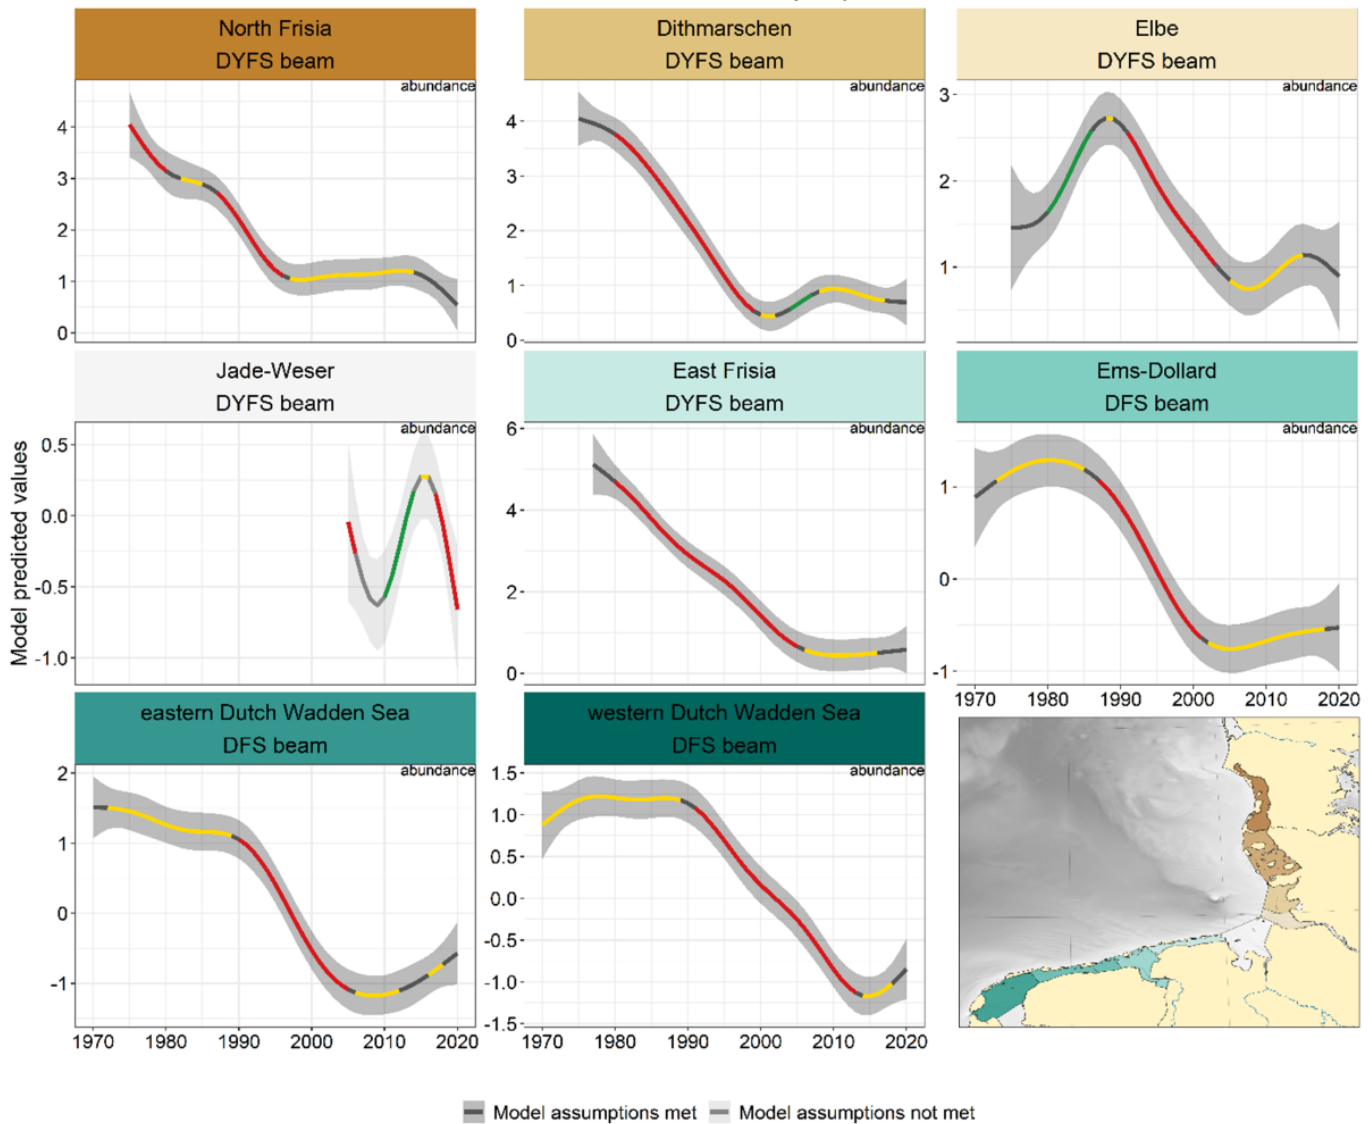 North Frisia
DYFS beam
abundance
4
3
2
1
0
Dithmarschen
DYFS beam
abundance
4
3
2
1
0
Elbe
DYFS beam
abundance
3
2
1
Model predicted values
Jade-Weser
DYFS beam
abundance
0.5
0.0
-0.5
-1.0
East Frisia
DYFS beam
abundance
6
4
2
0
Ems-Dollard
DFS beam
abundance
1
0
-1
1970 1980 1990 2000 2010 2020
eastern Dutch Wadden Sea
DFS beam
abundance
2
1
0
-1
1970 1980 1990 2000 2010 2020
western Dutch Wadden Sea
DFS beam
abundance
1.5
1.0
0.5
0.0
-0.5
-1.0
-1.5
1970 1980 1990 2000 2010 2020
Model assumptions met Model assumptions not met